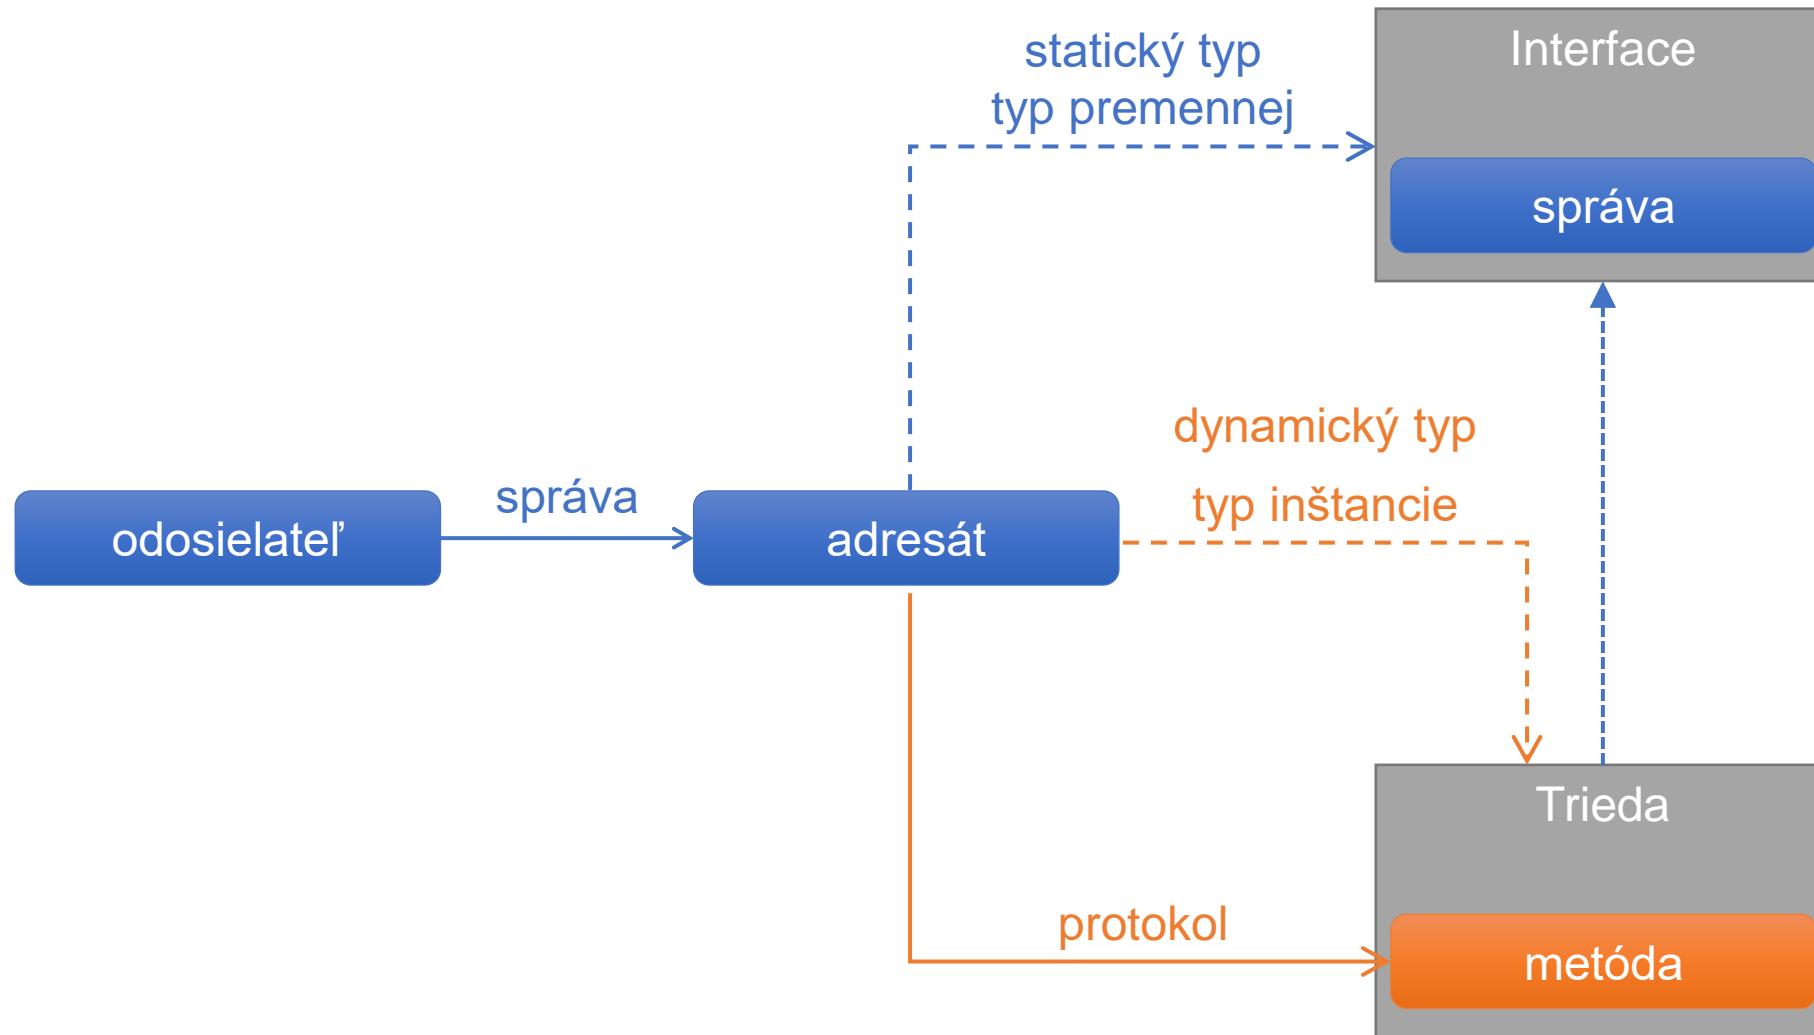 statický typ
typ premennej
Interface
správa
dynamický typ
typ inštancie
odosielateľ
správa
adresát
Trieda
protokol
metóda